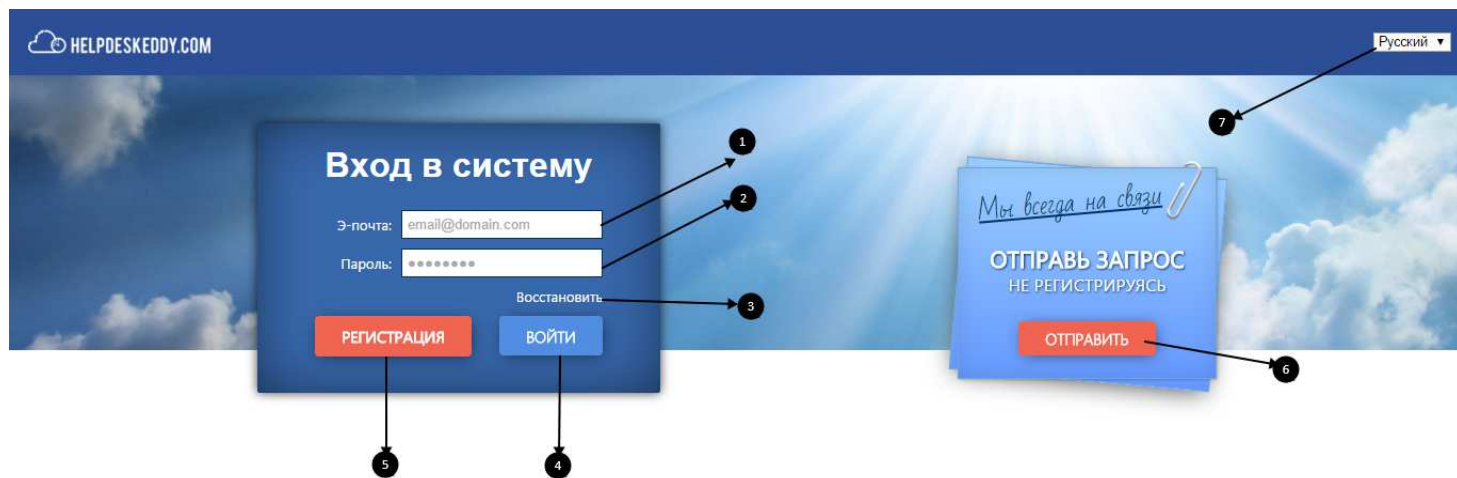 HELPDESKEDDY.COM
Русский
7
Вход в систему
1
Э-почта: email@domain.com
2
Пароль:
Восстановить
3
РЕГИСТРАЦИЯ
ВОЙТИ
5
4
Мы всегда на связи
ОТПРАВЬ ЗАПРОС
НЕ РЕГИСТРИРУЯСЬ
ОТПРАВИТЬ
6